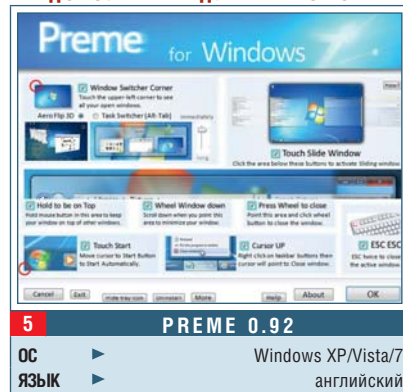 Preme for Windows 7
Window Switcher Corner
Touch the upper-left corner to see
all your open windows.
Aero Flip 3D
Task Switcher [Alt-Tab]
immediately
long
New!
Touch Slide Window
Click the area below these buttons to activate Sliding window
Hold to be on Top
Hold mouse button in this area to keep
your window on top of other windows.
Wheel Window down
Scroll down when you point this
area to minimize your window.
Press Wheel to close
Point this area and click wheel
button to close the window.
Touch Start
Move cursor to Start Button
to Start Automatically.
Cursor UP
Right click on taskbar buttons then
cursor will point to Close window.
ESC ESC
ESC twice to close
the active window.
Cancel
Exit
Hide tray icon
Uninstall
More
Help
About
OK
5 PREME 0.92
ОС Windows XP/Vista/7
ЯЗЫК английский